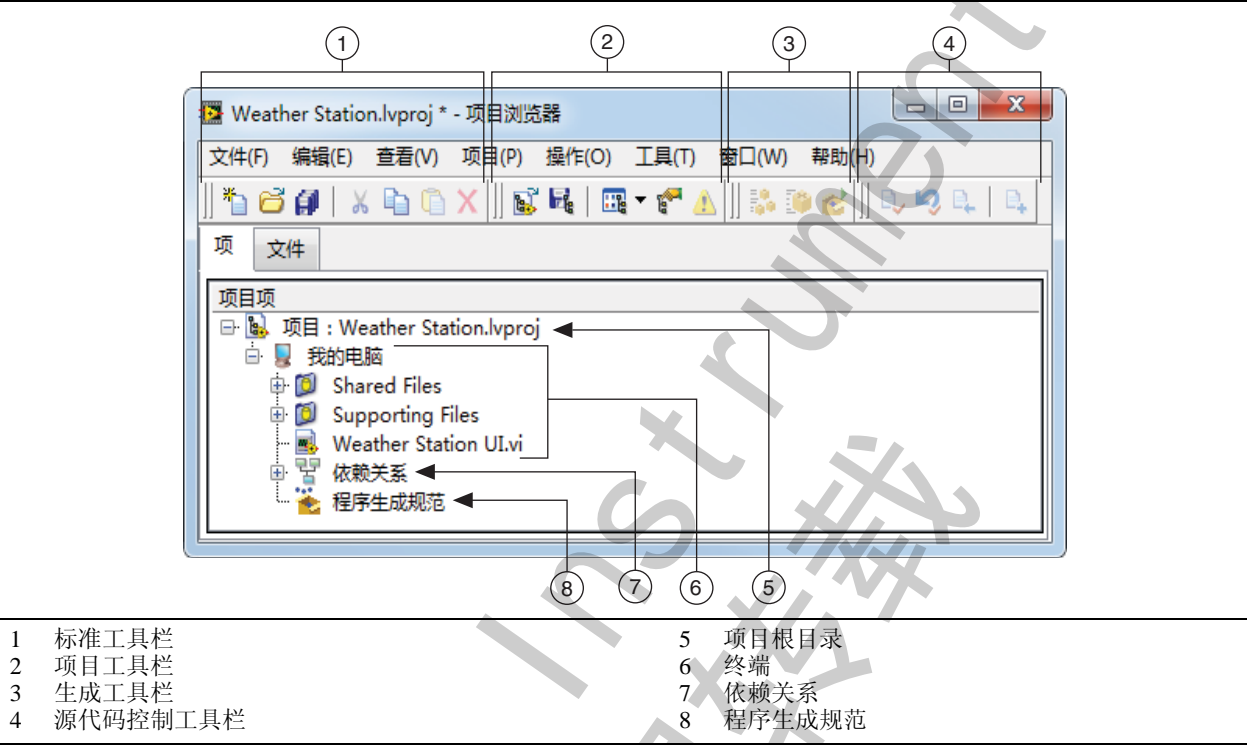 1 2 3 4
Weather Station.lvproj * - 项目浏览器
文件(F) 编辑(E) 查看(V) 项目(P) 操作(O) 工具(T) 窗口(W) 帮助(H)
项 文件
项目项
项目 : Weather Station.lvproj
我的电脑
Shared Files
Supporting Files
Weather Station UI.vi
依赖关系
程序生成规范
8 7 6 5
1 标准工具栏
2 项目工具栏
3 生成工具栏
4 源代码控制工具栏
5 项目根目录
6 终端
7 依赖关系
8 程序生成规范
Instrument
转载